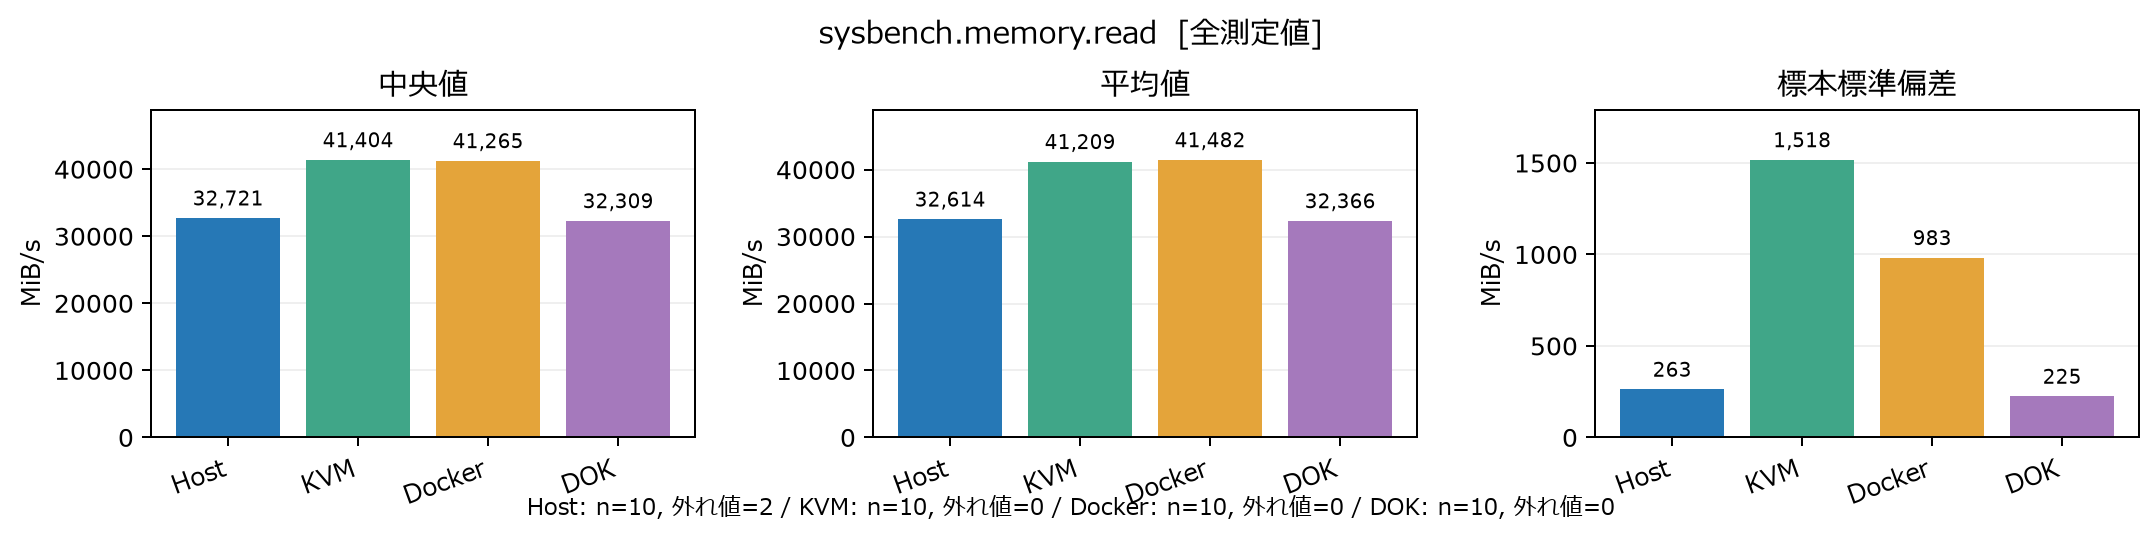 sysbench.memory.read [全測定値]
中央値
MiB/s
40000
30000
20000
10000
0
32,721
41,404
41,265
32,309
Host
KVM
Docker
DOK
平均値
MiB/s
40000
30000
20000
10000
0
32,614
41,209
41,482
32,366
Host
KVM
Docker
DOK
標本標準偏差
MiB/s
1500
1000
500
0
263
1,518
983
225
Host
KVM
Docker
DOK
Host: n=10, 外れ値=2 / KVM: n=10, 外れ値=0 / Docker: n=10, 外れ値=0 / DOK: n=10, 外れ値=0